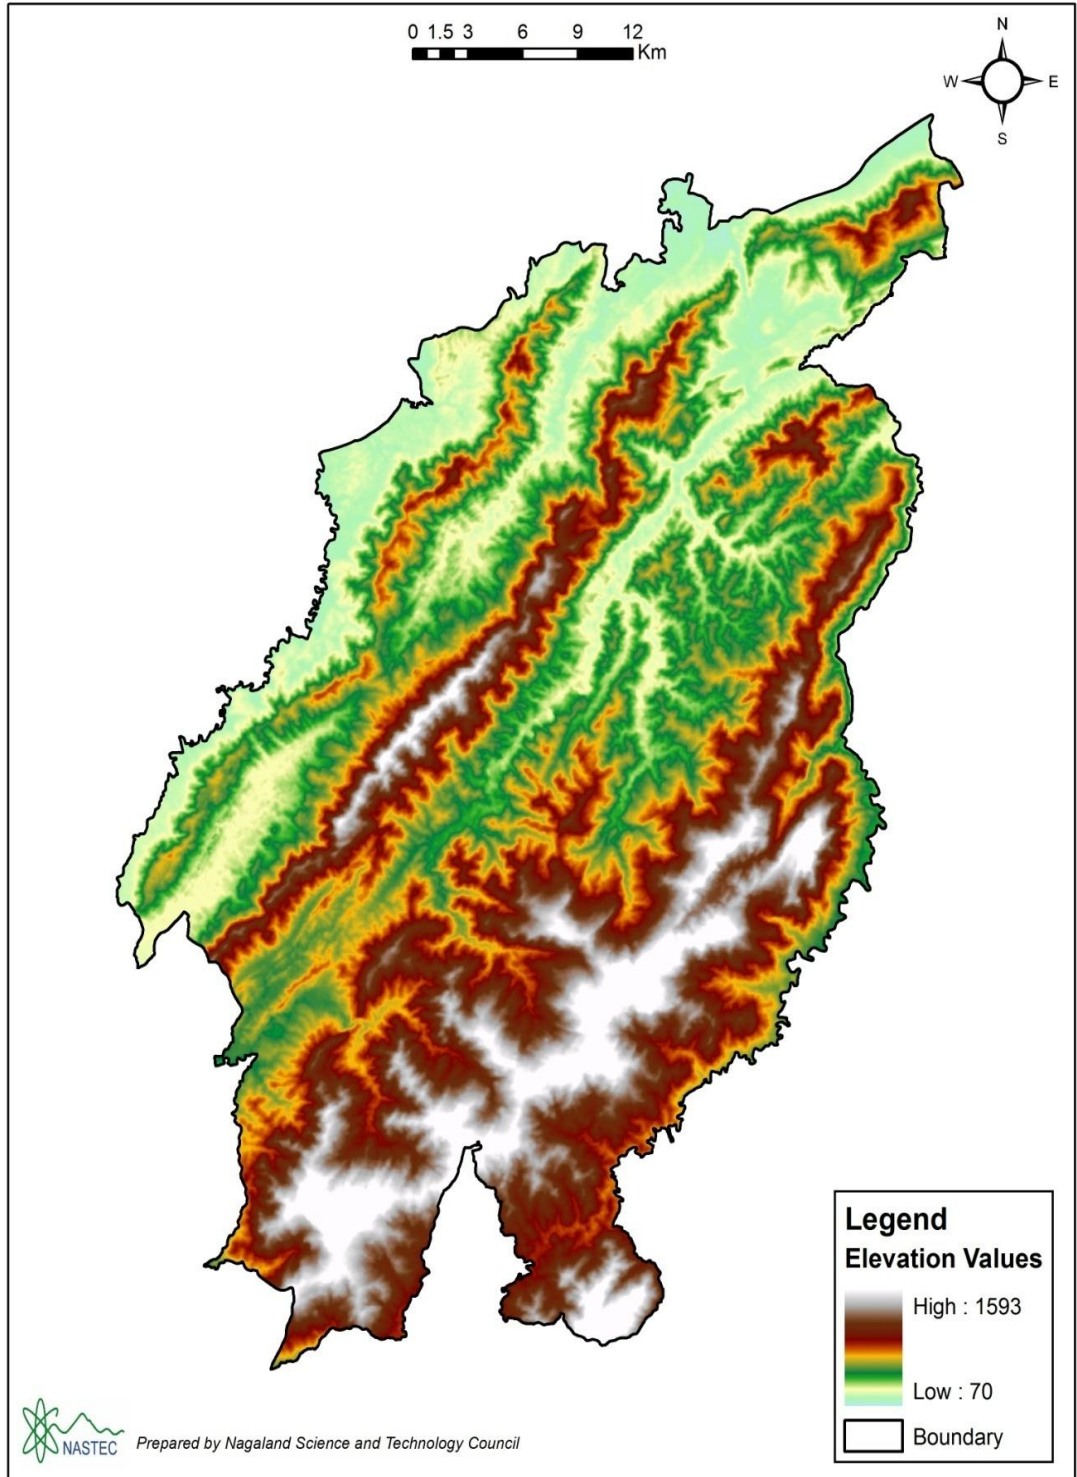 0 1.5 3 6 9 12
Km
N
W E
S
Legend
Elevation Values
High : 1593
Low : 70
Boundary
NASTEC
Prepared by Nagaland Science and Technology Council